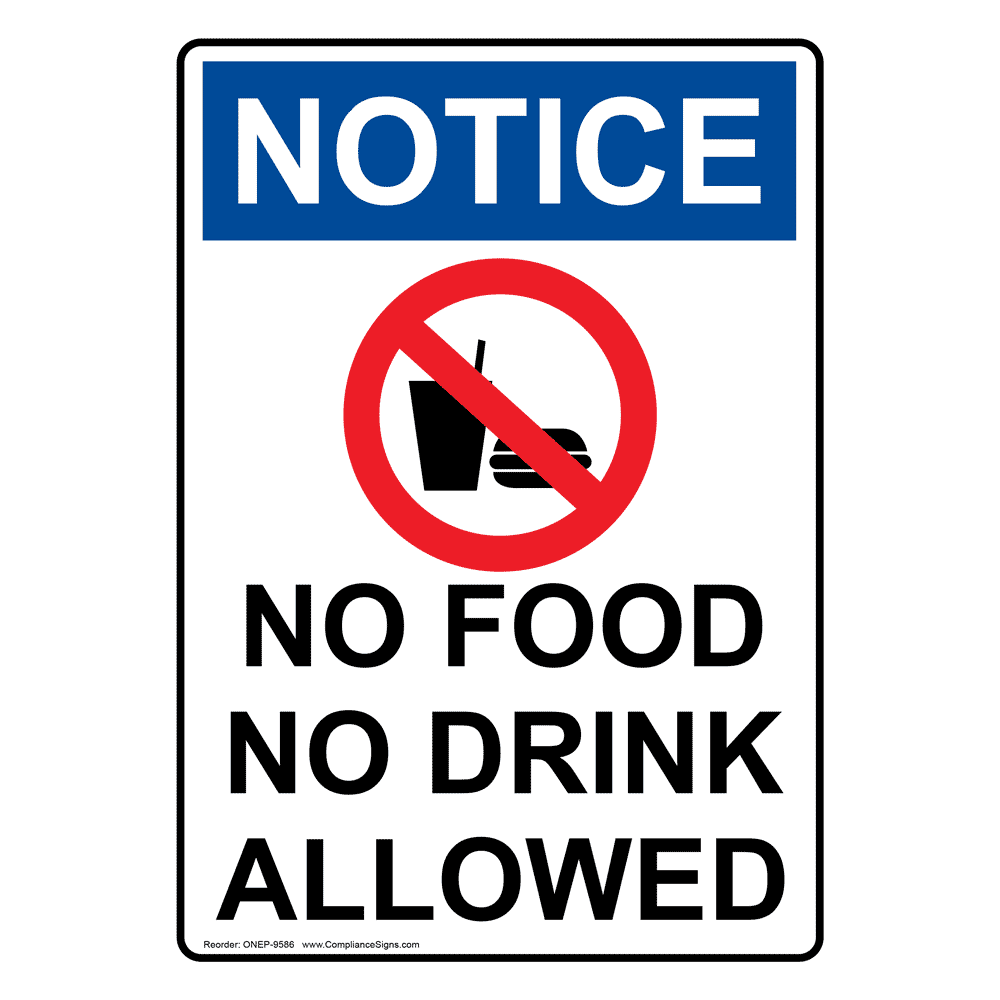 NOTICE
NO FOOD
NO DRINK
ALLOWED
Reorder: ONEP-9586 www.ComplianceSigns.com